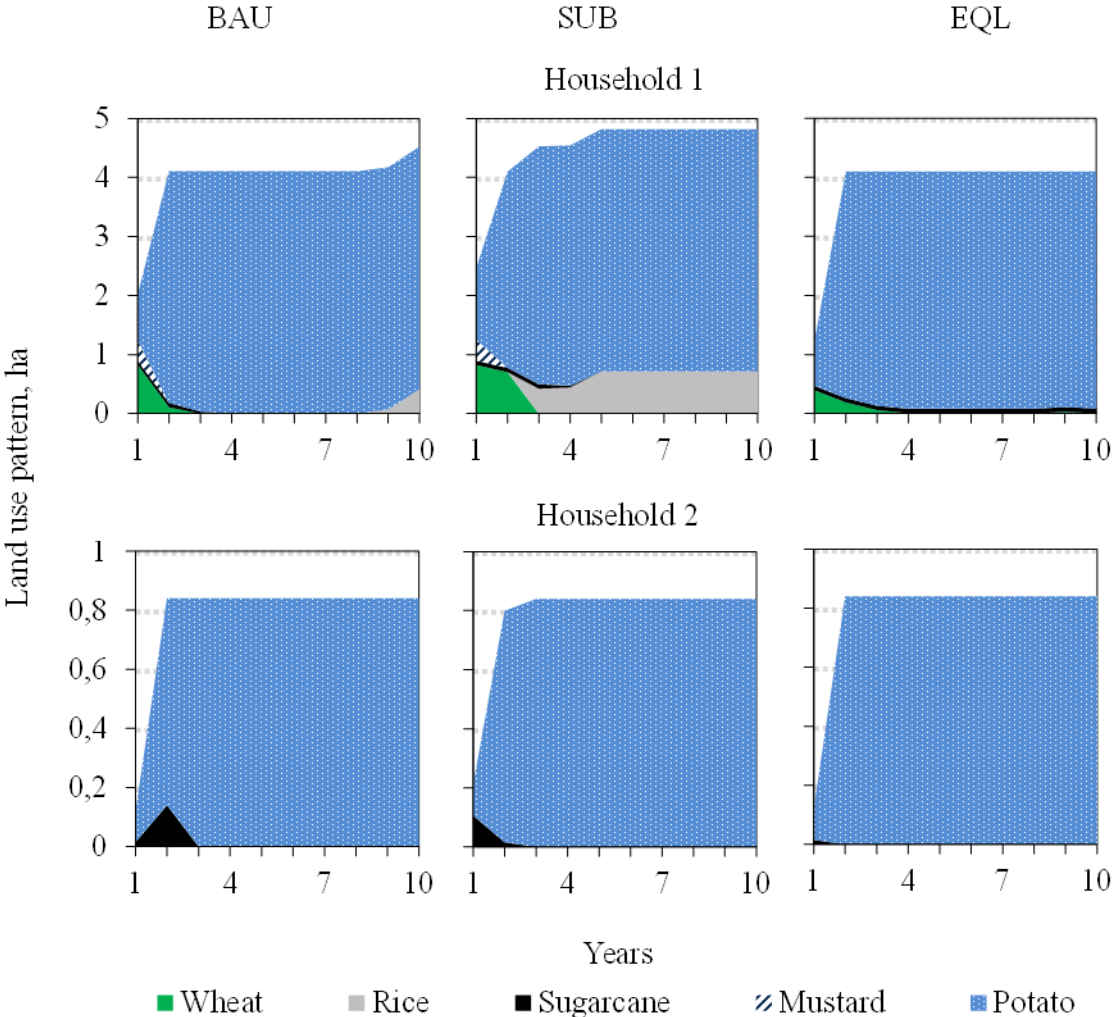 BAU SUB EQL
Household 1
Land use pattern, ha
5
4
3
2
1
0
1 4 7 10 1 4 7 10 1 4 7 10
Household 2
1
0,8
0,6
0,4
0,2
0
1 4 7 10 1 4 7 10 1 4 7 10
Years
Wheat Rice Sugarcane Mustard Potato